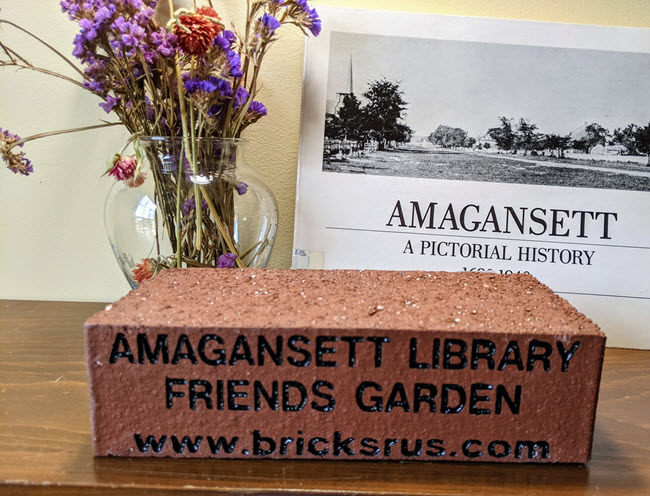 AMAGANSETT
A PICTORIAL HISTORY
AMAGANSETT LIBRARY
FRIENDS GARDEN
www.bricksrus.com